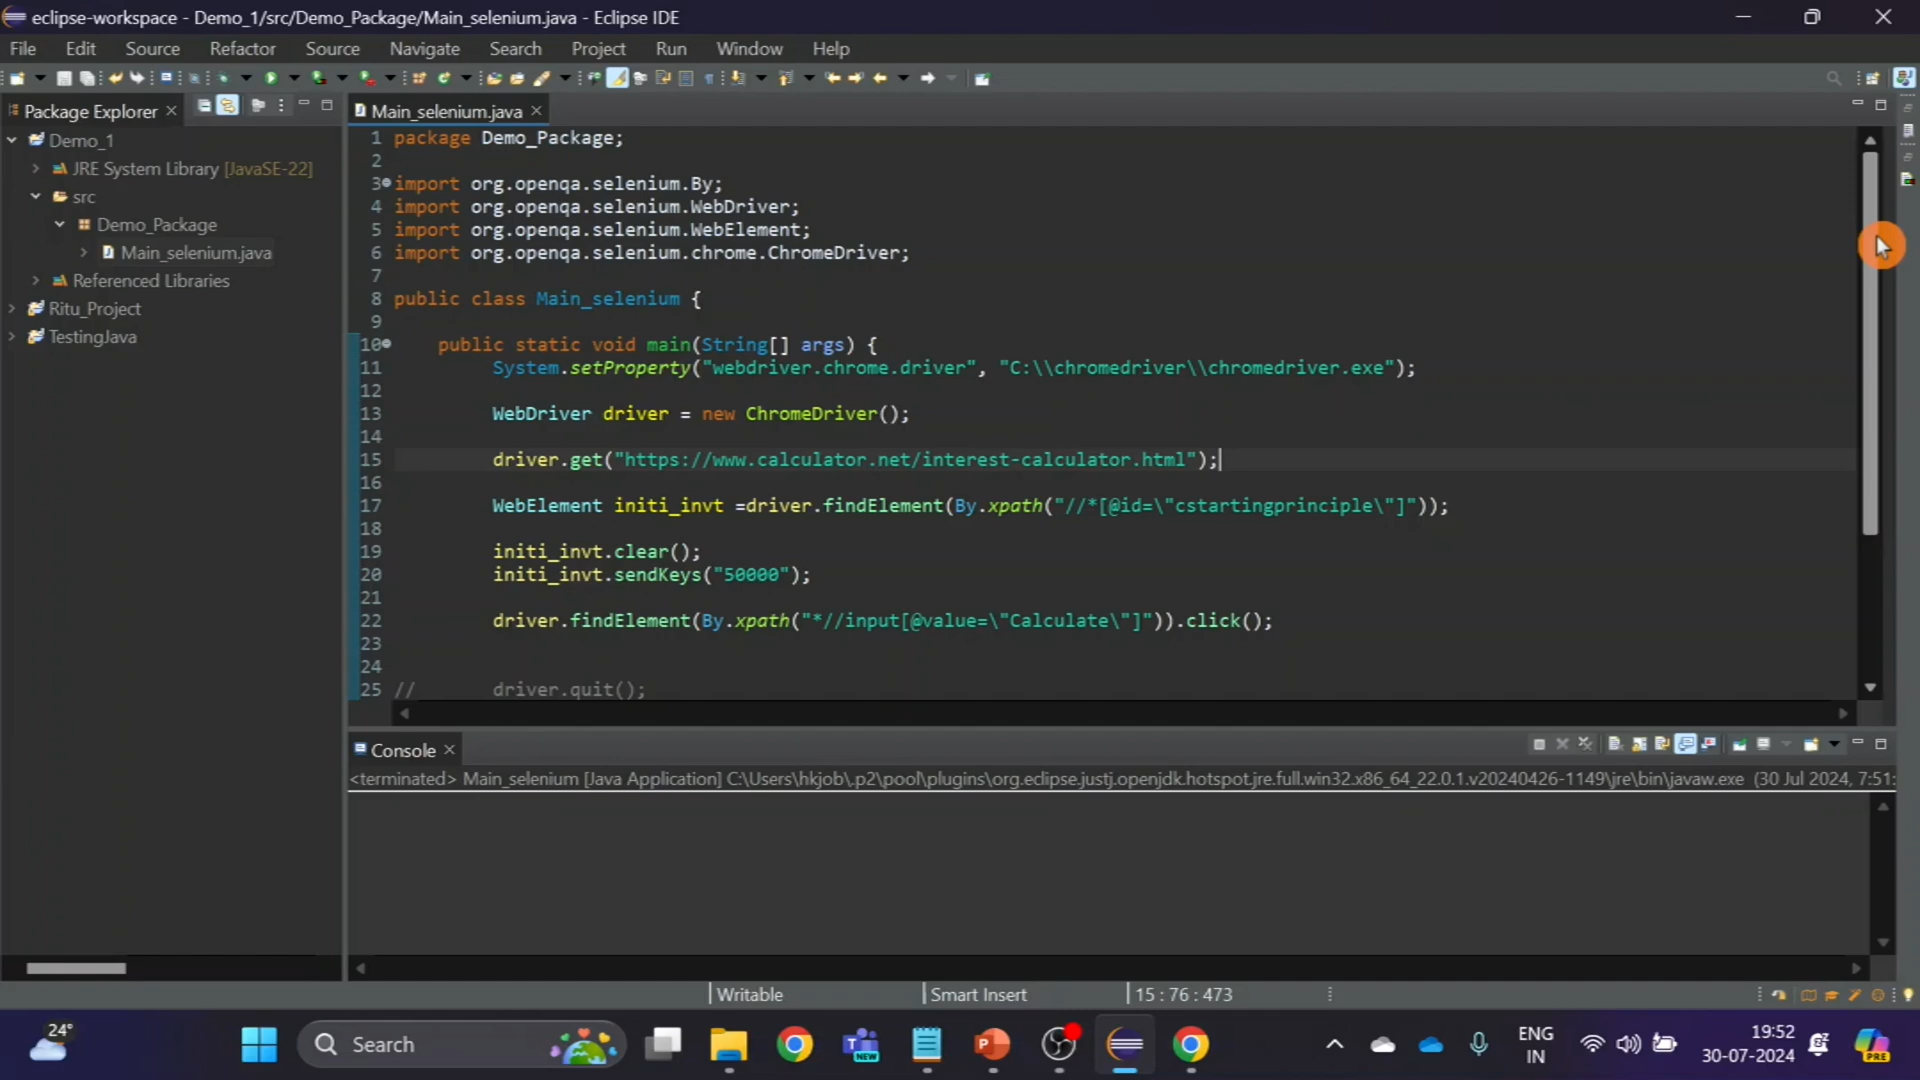 eclipse-workspace - Demo_1/src/Demo_Package/Main_selenium.java - Eclipse IDE
File Edit Source Refactor Source Navigate Search Project Run Window Help
Package Explorer
Demo_1
JRE System Library [JavaSE-22]
src
Demo_Package
Main_selenium.java
Referenced Libraries
Ritu_Project
TestingJava
Main_selenium.java
1 package Demo_Package;
2
3 import org.openqa.selenium.By;
4 import org.openqa.selenium.WebDriver;
5 import org.openqa.selenium.WebElement;
6 import org.openqa.selenium.chrome.ChromeDriver;
7
8 public class Main_selenium {
9
10 public static void main(String[] args) {
11 System.setProperty("webdriver.chrome.driver", "C:\\chromedriver\\chromedriver.exe");
12
13 WebDriver driver = new ChromeDriver();
14
15 driver.get("https://www.calculator.net/interest-calculator.html");
16
17 WebElement initi_invt =driver.findElement(By.xpath("//*[@id=\"cstartingprinciple\"]"));
18
19 initi_invt.clear();
20 initi_invt.sendKeys("50000");
21
22 driver.findElement(By.xpath("*//input[@value=\"Calculate\"]")).click();
23
24
25 // driver.quit();
Console
<terminated> Main_selenium [Java Application] C:\Users\hkjob\.p2\pool\plugins\org.eclipse.justj.openjdk.hotspot.jre.full.win32.x86_64_22.0.1.v20240426-1149\jre\bin\javaw.exe (30 Jul 2024, 7:51:
Writable Smart Insert 15 : 76 : 473
24°
Search
NEW
ENG
IN
19:52
30-07-2024
PRE